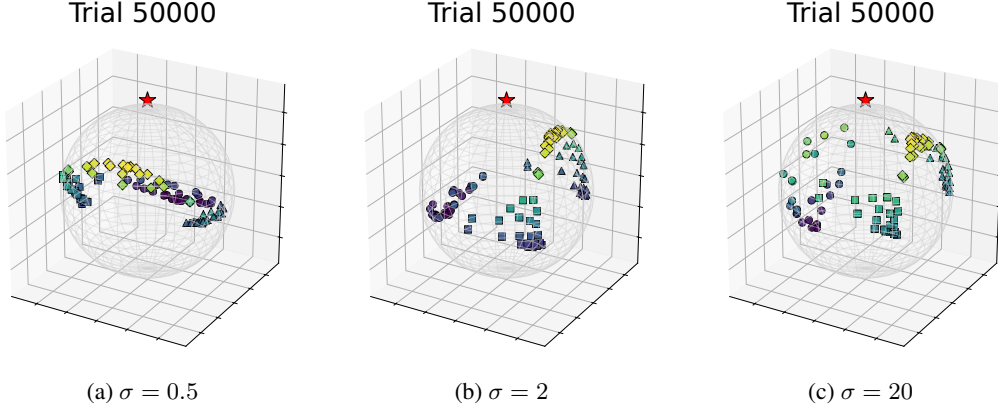 Trial 50000
Trial 50000
Trial 50000
(a) σ = 0.5
(b) σ = 2
(c) σ = 20